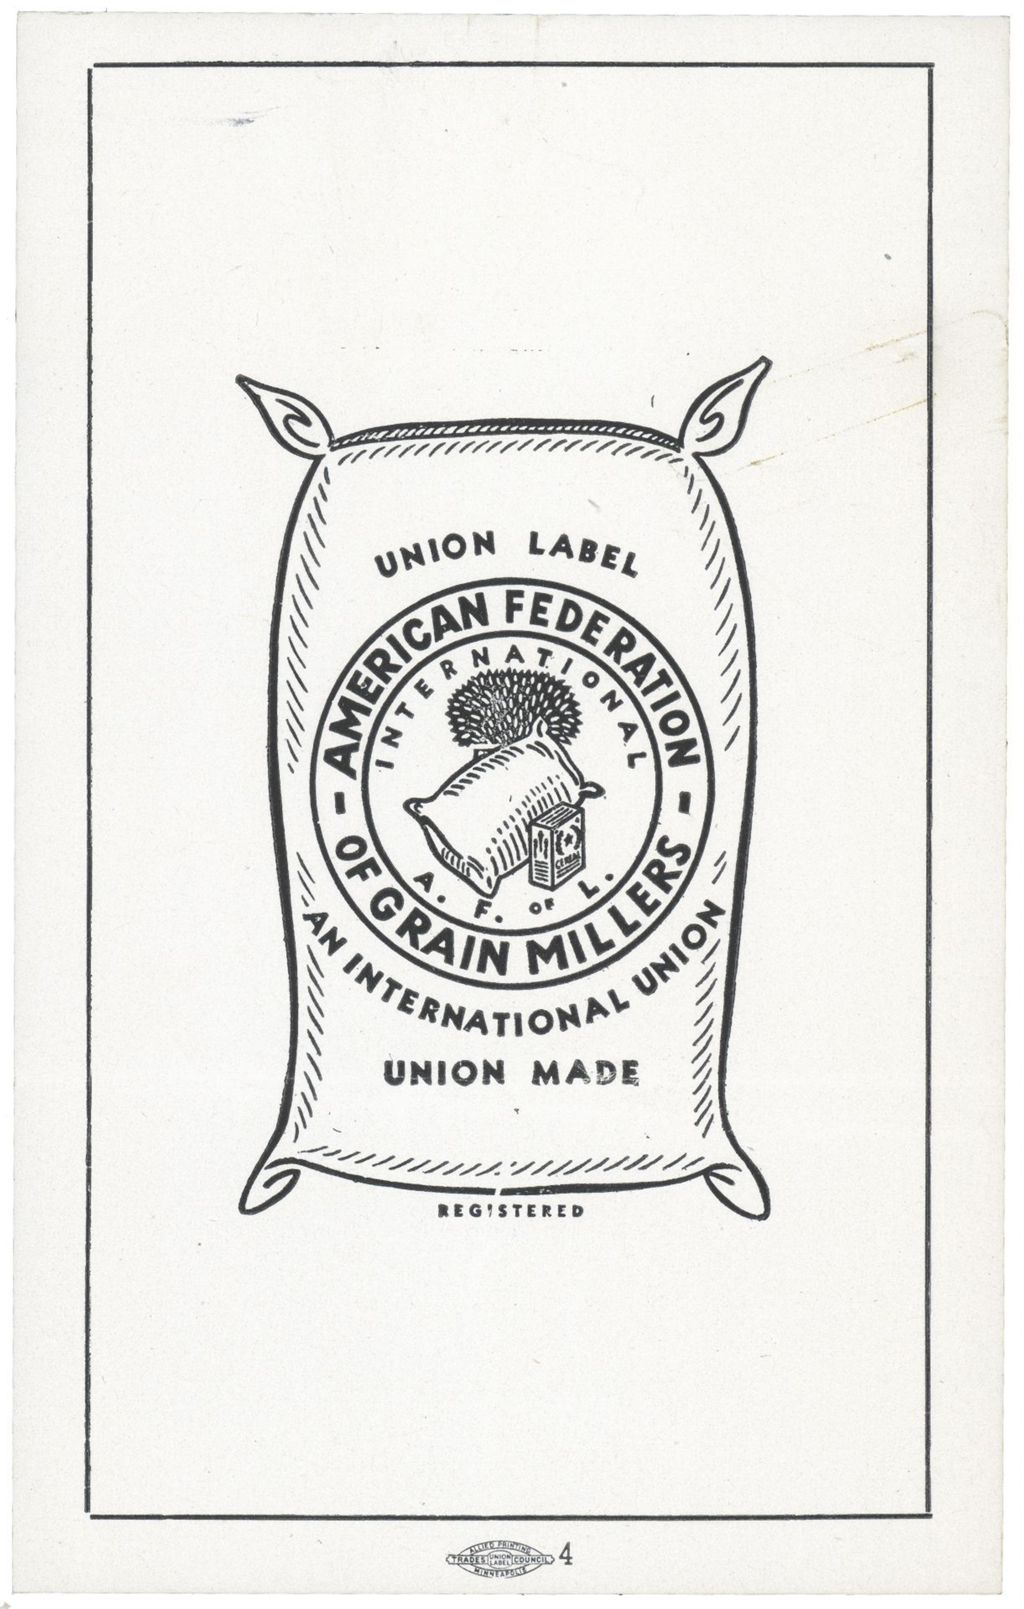 UNION LABEL
AMERICAN FEDERATION
INTERNATIONAL
CEREAL
A. F. OF L.
- OF GRAIN MILLERS -
AN INTERNATIONAL UNION
UNION MADE
REGISTERED
ALLIED PRINTING
TRADES UNION LABEL COUNCIL
MINNEAPOLIS
4